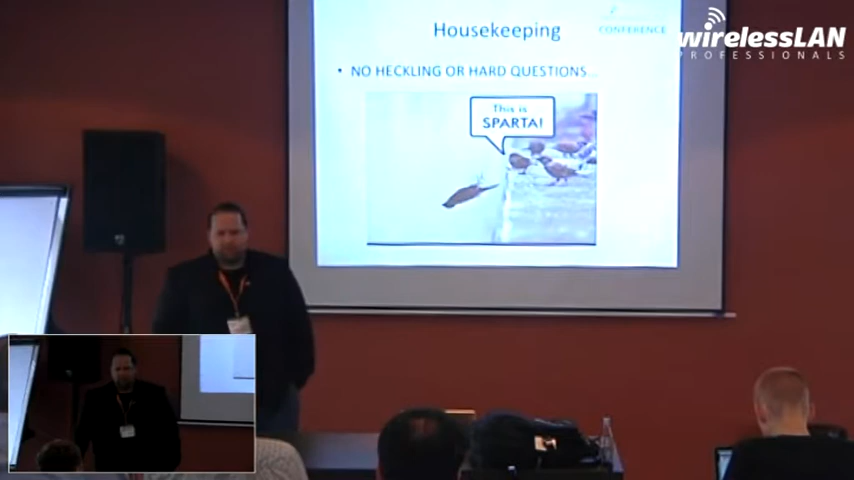 Housekeeping
CONFERENCE
wirelessLAN
PROFESSIONALS
• NO HECKLING OR HARD QUESTIONS...
This is
SPARTA!